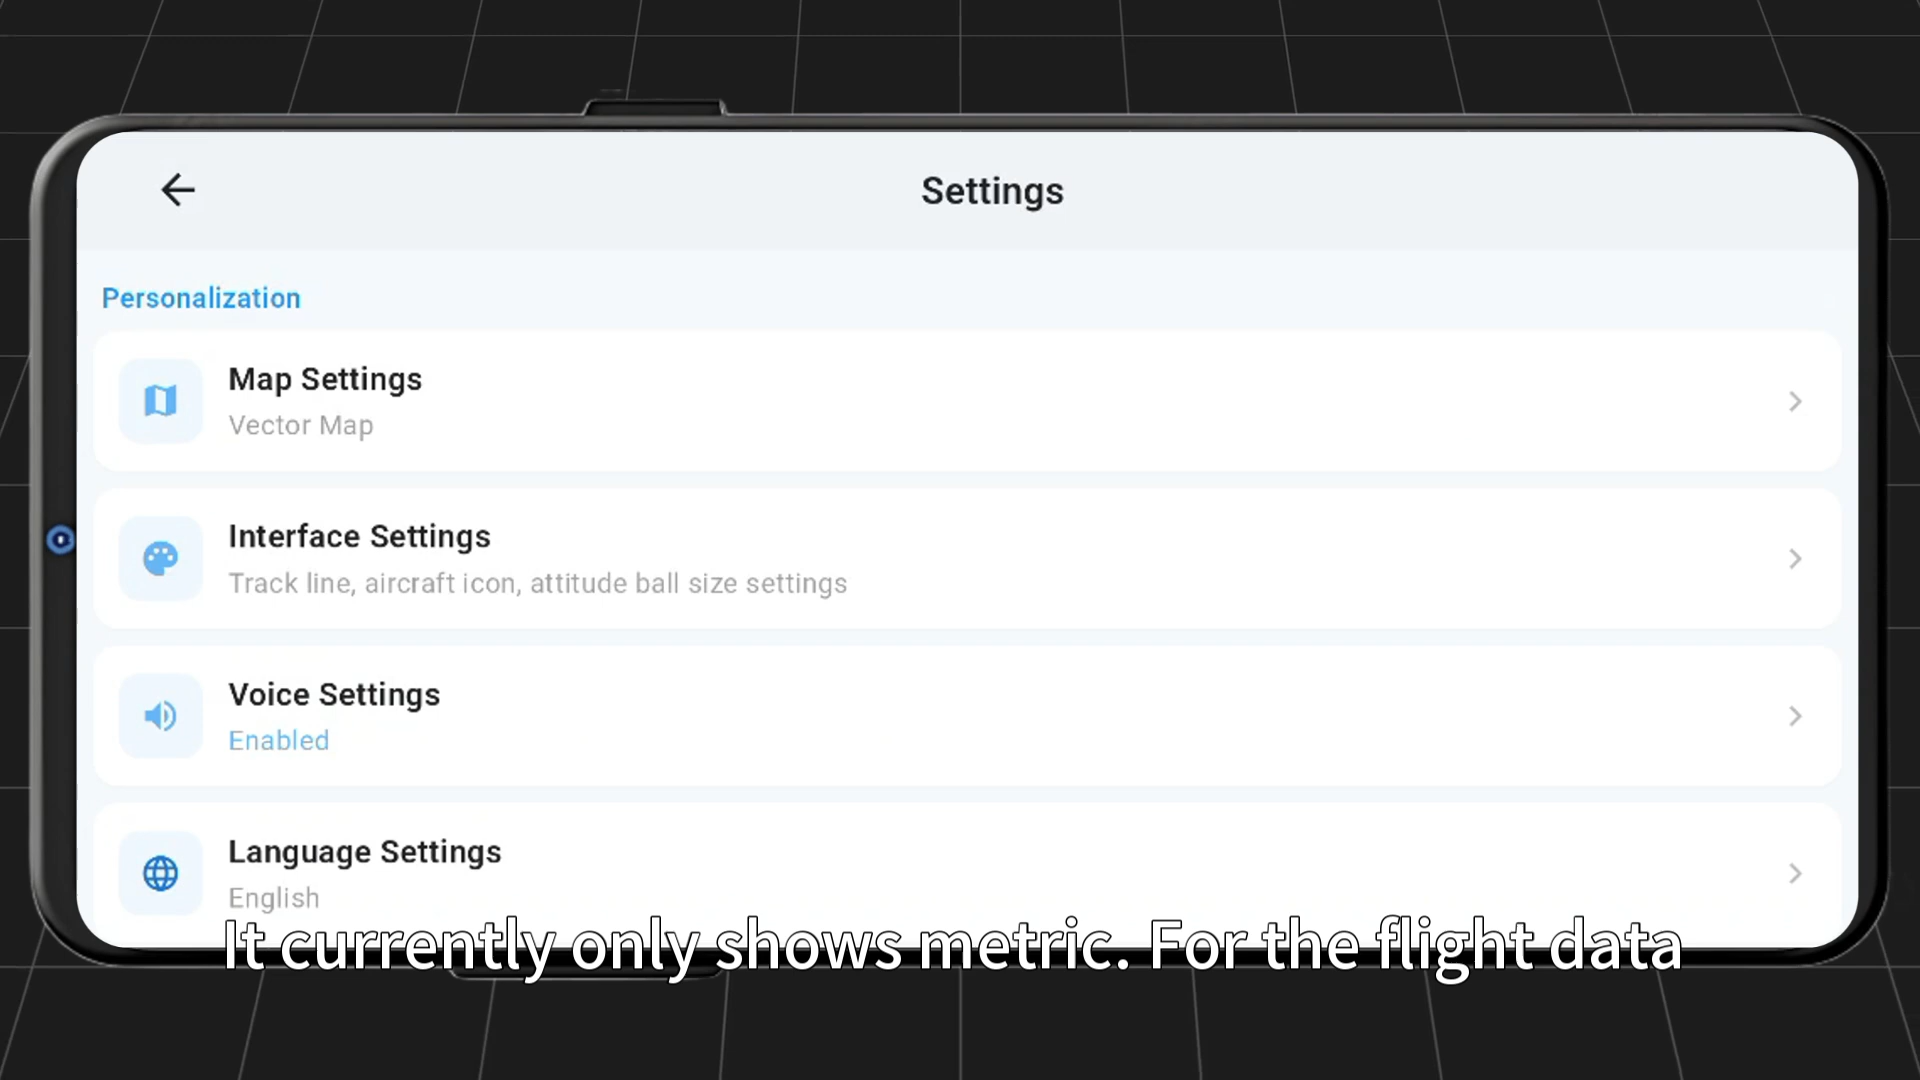 Settings
Personalization
Map Settings
Vector Map
Interface Settings
Track line, aircraft icon, attitude ball size settings
Voice Settings
Enabled
Language Settings
English
It currently only shows metric. For the flight data